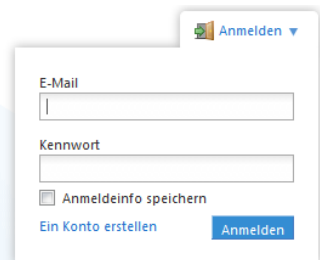 Anmelden ▼
E-Mail
Kennwort
Anmeldeinfo speichern
Ein Konto erstellen Anmelden